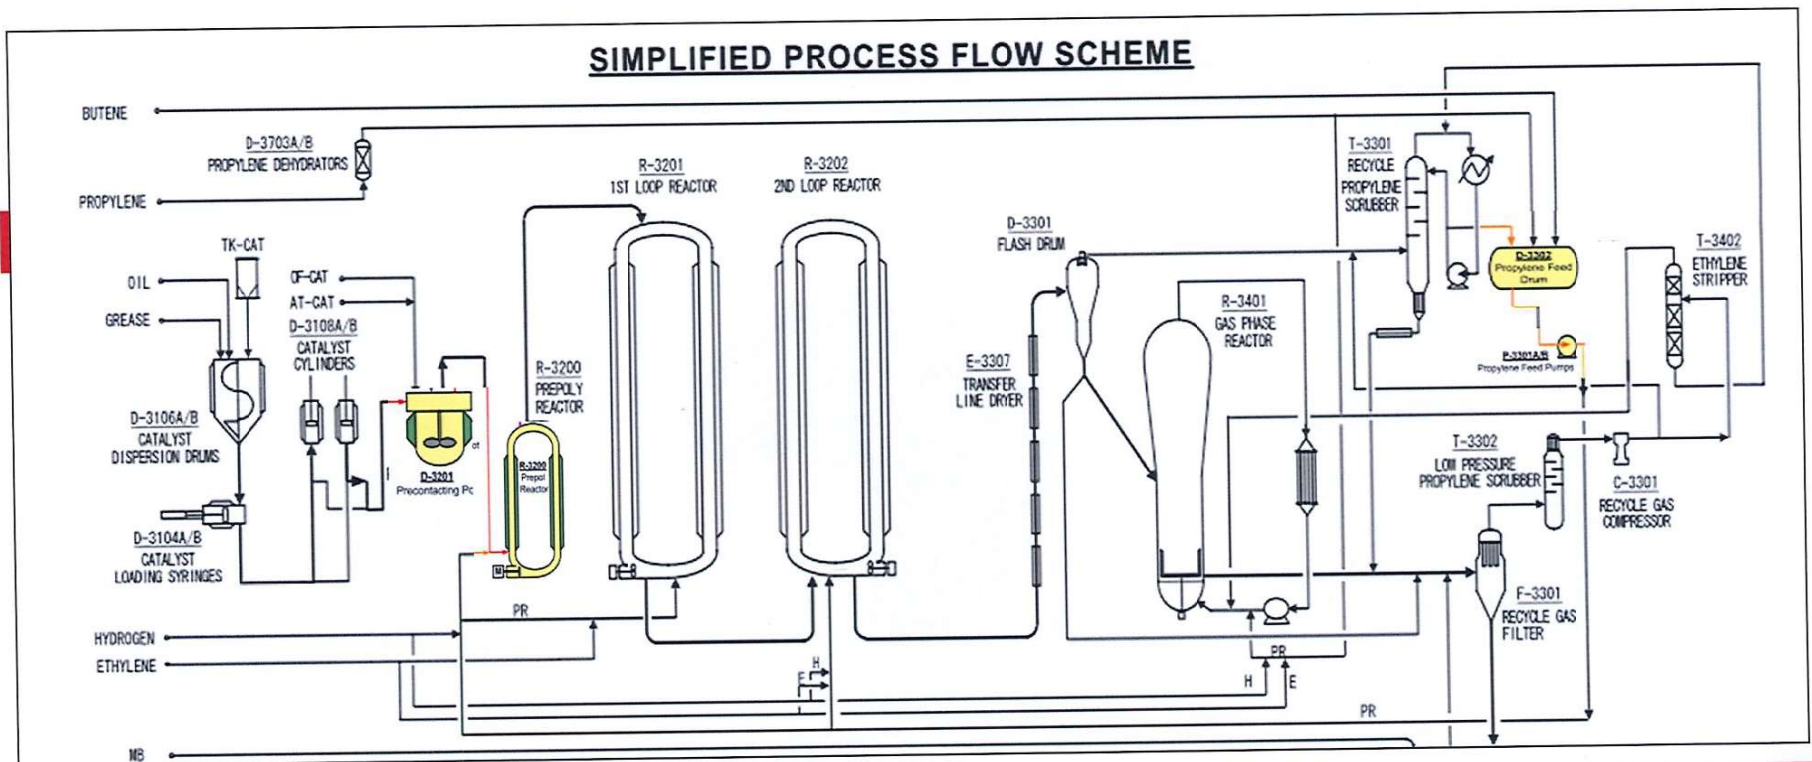 SIMPLIFIED PROCESS FLOW SCHEME
BUTENE
D-3703A/B
PROPYLENE DEHYDRATORS
PROPYLENE
TK-CAT
OIL
GREASE
OF-CAT
AT-CAT
D-3108A/B
CATALYST
CYLINDERS
D-3106A/B
CATALYST
DISPERSION DRUMS
D-3104A/B
CATALYST
LOADING SYRINGES
D-3201
Precontacting Pc
ot
R-3200
PREPOLY
REACTOR
R-3200
Prepol
Reactor
M
R-3201
1ST LOOP REACTOR
R-3202
2ND LOOP REACTOR
D-3301
FLASH DRUM
E-3307
TRANSFER
LINE DRYER
R-3401
GAS PHASE
REACTOR
T-3301
RECYCLE
PROPYLENE
SCRUBBER
D-3302
Propylene Feed
Drum
P-3301A/B
Propylene Feed Pumps
T-3402
ETHYLENE
STRIPPER
T-3302
LOW PRESSURE
PROPYLENE SCRUBBER
C-3301
RECYCLE GAS
COMPRESSOR
F-3301
RECYCLE GAS
FILTER
HYDROGEN
ETHYLENE
PR
H
E
PR
H
E
PR
MB